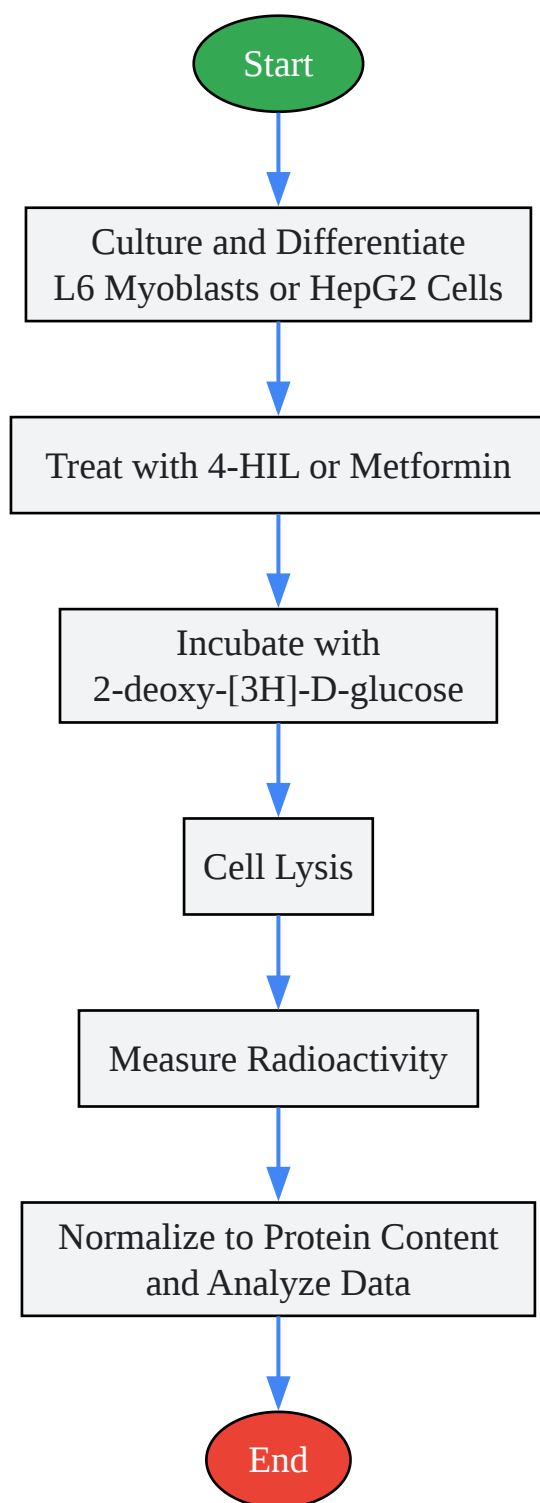 Start
Culture and Differentiate
L6 Myoblasts or HepG2 Cells
Treat with 4-HIL or Metformin
Incubate with
2-deoxy-[3H]-D-glucose
Cell Lysis
Measure Radioactivity
Normalize to Protein Content
and Analyze Data
End